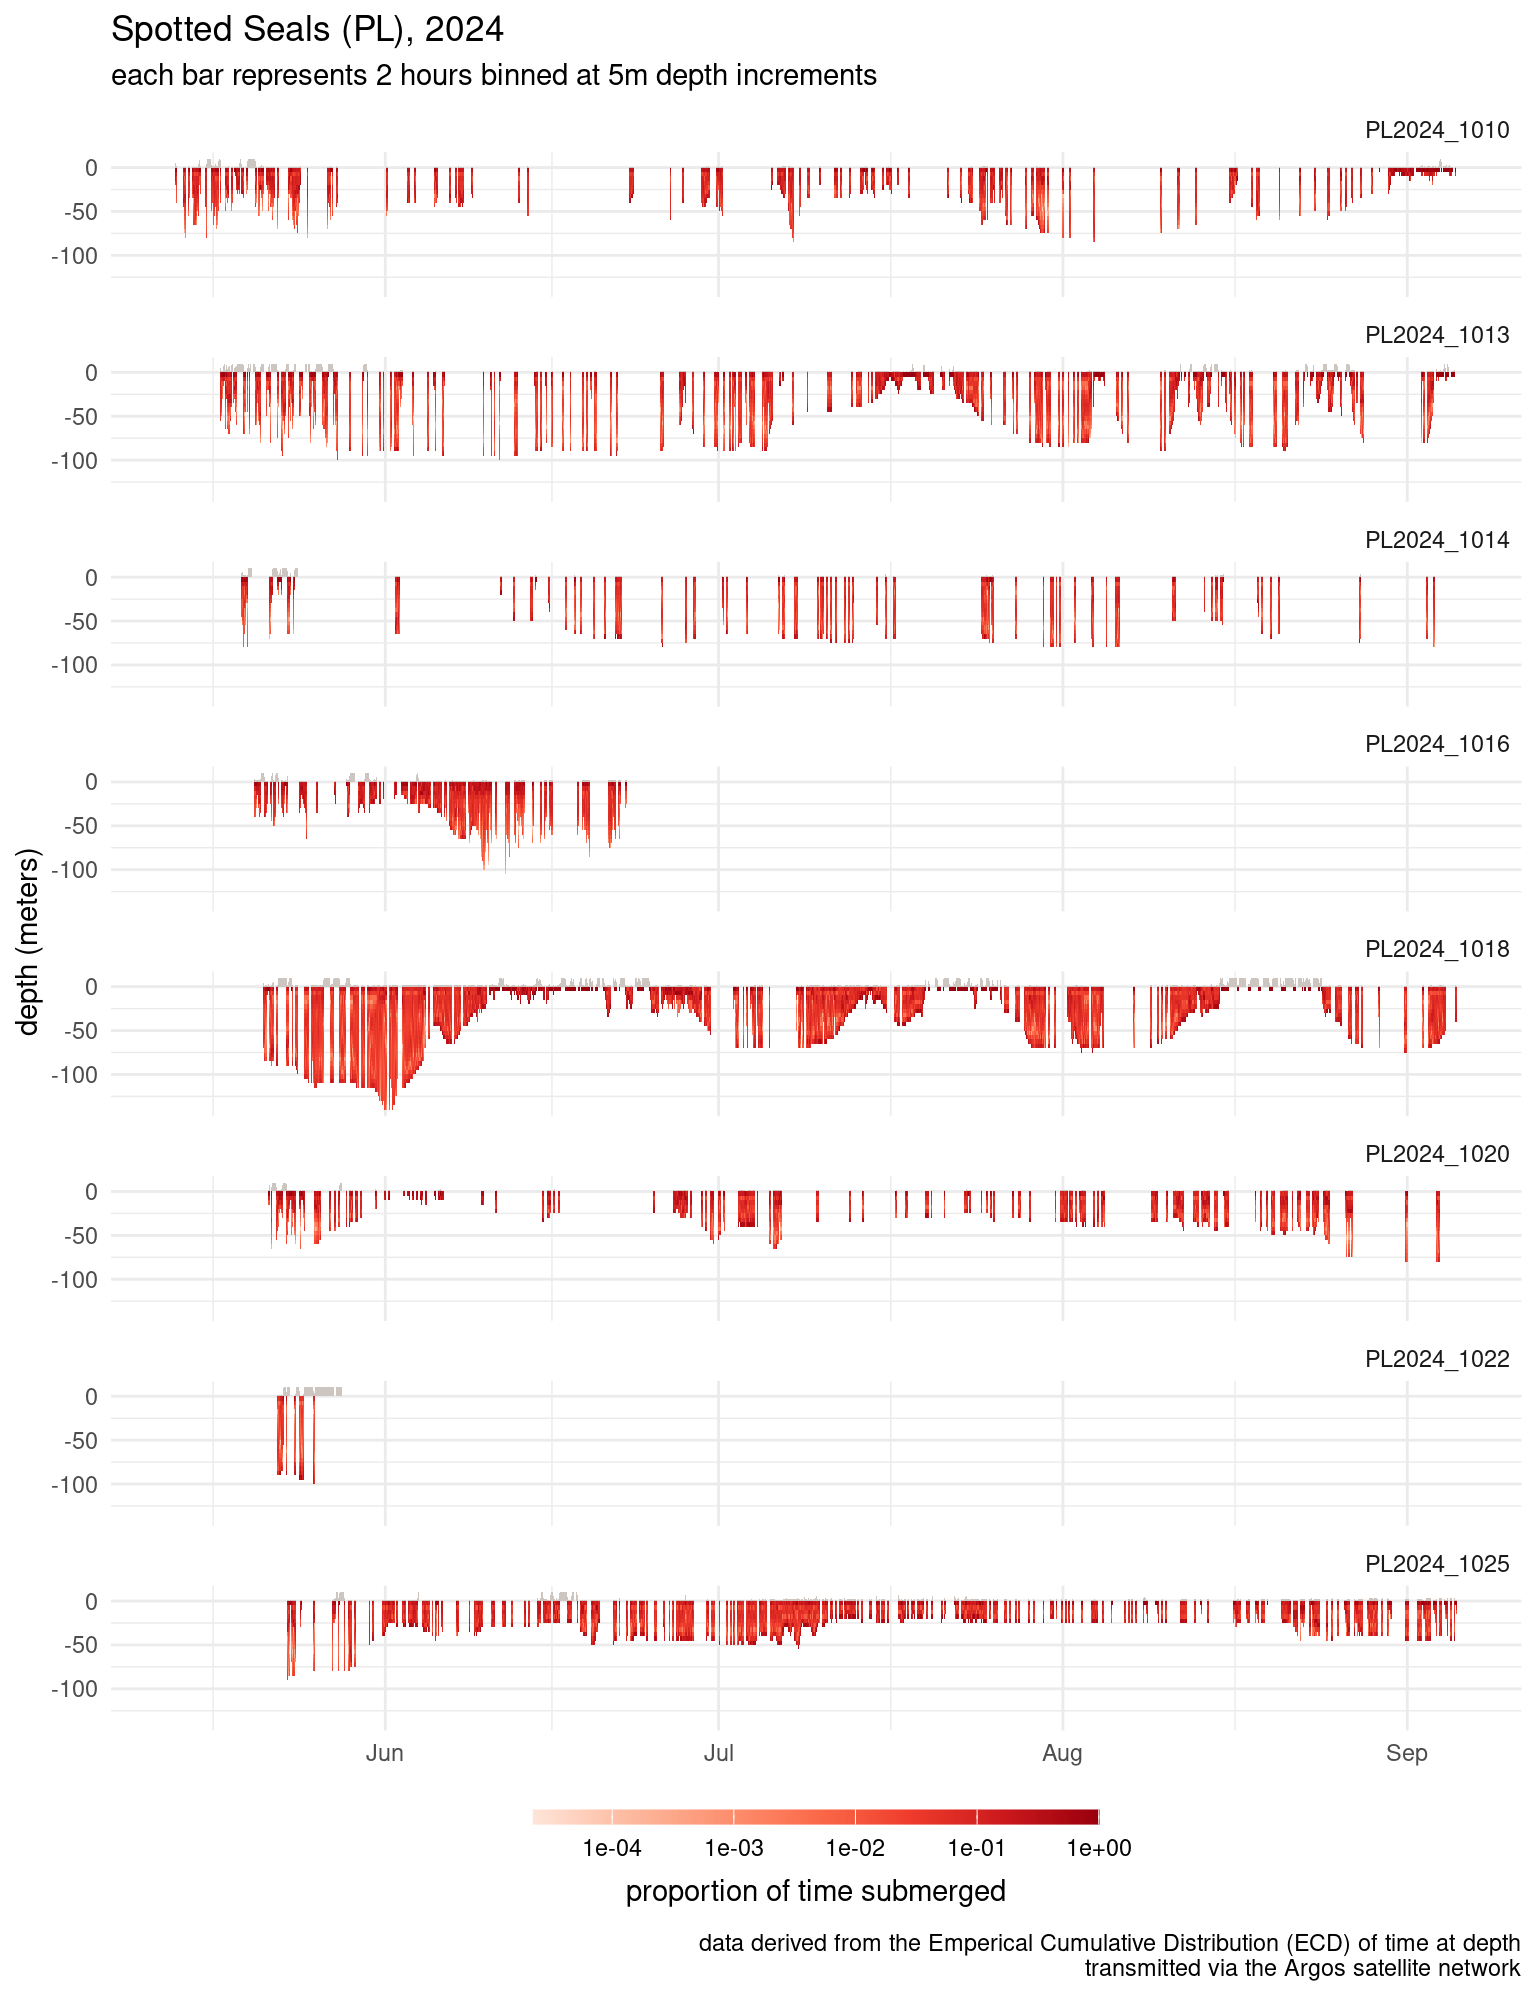 Spotted Seals (PL), 2024
each bar represents 2 hours binned at 5m depth increments
PL2024_1010
0
-50
-100
PL2024_1013
0
-50
-100
PL2024_1014
0
-50
-100
PL2024_1016
0
-50
-100
PL2024_1018
0
-50
-100
PL2024_1020
0
-50
-100
PL2024_1022
0
-50
-100
PL2024_1025
0
-50
-100
depth (meters)
Jun Jul Aug Sep
1e-04 1e-03 1e-02 1e-01 1e+00
proportion of time submerged
data derived from the Emperical Cumulative Distribution (ECD) of time at depth
transmitted via the Argos satellite network